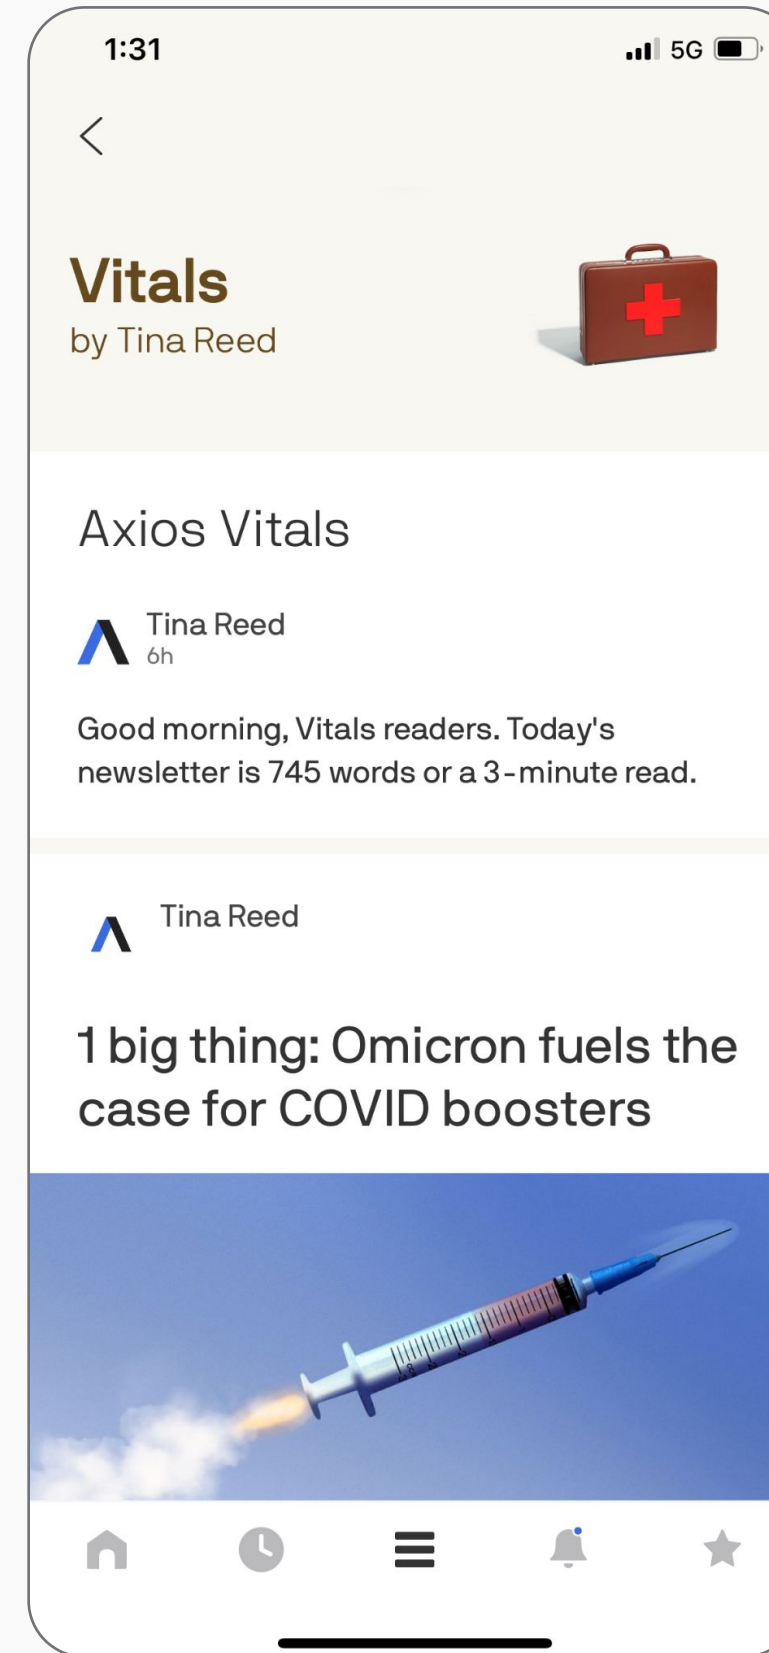 1:31
5G
Vitals
by Tina Reed
Axios Vitals
Tina Reed
6h
Good morning, Vitals readers. Today's
newsletter is 745 words or a 3-minute read.
Tina Reed
1 big thing: Omicron fuels the
case for COVID boosters